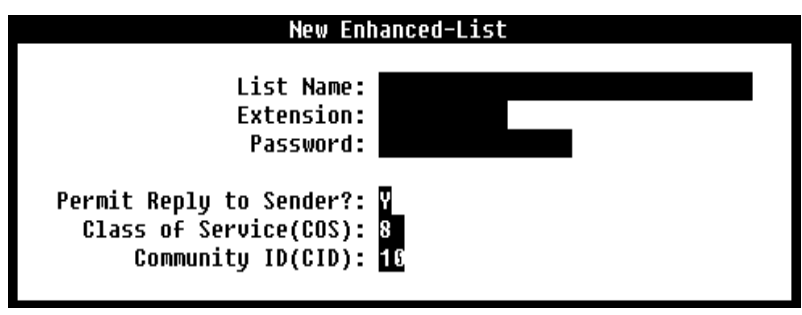 New Enhanced-List
List Name:
Extension:
Password:
Permit Reply to Sender?: Y
Class of Service(COS): 8
Community ID(CID): 10